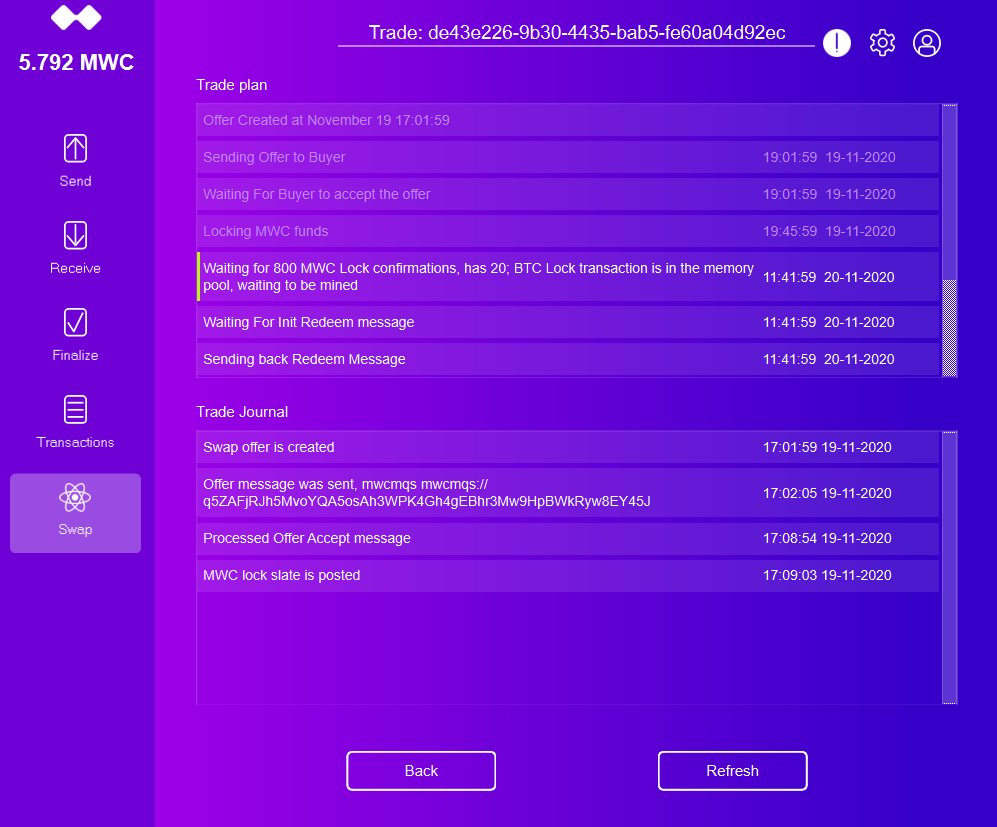 Trade: de43e226-9b30-4435-bab5-fe60a04d92ec
5.792 MWC
Send
Receive
Finalize
Transactions
Swap
Trade plan
Offer Created at November 19 17:01:59
Sending Offer to Buyer 19:01:59 19-11-2020
Waiting For Buyer to accept the offer 19:01:59 19-11-2020
Locking MWC funds 19:45:59 19-11-2020
Waiting for 800 MWC Lock confirmations, has 20; BTC Lock transaction is in the memory
pool, waiting to be mined 11:41:59 20-11-2020
Waiting For Init Redeem message 11:41:59 20-11-2020
Sending back Redeem Message 11:41:59 20-11-2020
Trade Journal
Swap offer is created 17:01:59 19-11-2020
Offer message was sent, mwcmqs mwcmqs://
q5ZAFjRJh5MvoYQA5osAh3WPK4Gh4gEBhr3Mw9HpBWkRyw8EY45J 17:02:05 19-11-2020
Processed Offer Accept message 17:08:54 19-11-2020
MWC lock slate is posted 17:09:03 19-11-2020
Back
Refresh